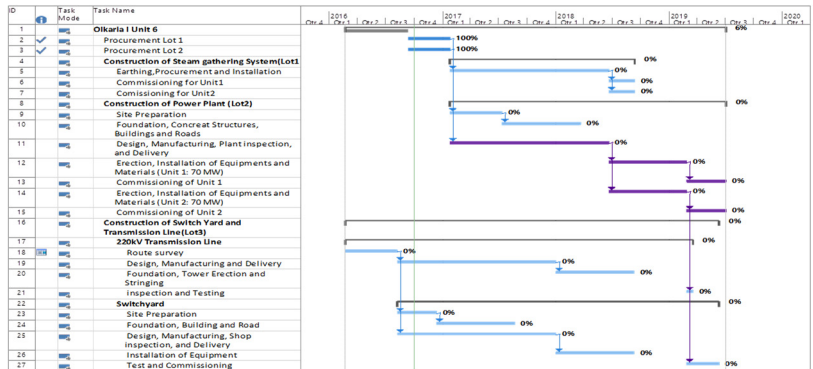 ID Task Mode Task Name 2016 2017 2018 2019 2020
Qtr 4 Qtr 1 Qtr 2 Qtr 3 Qtr 4 Qtr 1 Qtr 2 Qtr 3 Qtr 4 Qtr 1 Qtr 2 Qtr 3 Qtr 4 Qtr 1 Qtr 2 Qtr 3 Qtr 4 Qtr 1
1 Olkaria I Unit 6 6%
2 Procurement Lot 1 100%
3 Procurement Lot 2 100%
4 Construction of Steam gathering System(Lot1 0%
5 Earthing,Procurement and Installation 0%
6 Commissioning for Unit1 0%
7 Comissioning for Unit2 0%
8 Construction of Power Plant (Lot2) 0%
9 Site Preparation 0%
10 Foundation, Concreat Structures, 0%
Buildings and Roads
11 Design, Manufacturing, Plant inspection, 0%
and Delivery
12 Erection, Installation of Equipments and 0%
Materials (Unit 1: 70 MW)
13 Commissioning of Unit 1 0%
14 Erection, Installation of Equipments and 0%
Materials (Unit 2: 70 MW)
15 Commissioning of Unit 2 0%
16 Construction of Switch Yard and 0%
Transmission Line(Lot3)
17 220kV Transmission Line 0%
18 Route survey 0%
19 Design, Manufacturing and Delivery 0%
20 Foundation, Tower Erection and 0%
Stringing
21 inspection and Testing 0%
22 Switchyard 0%
23 Site Preparation 0%
24 Foundation, Building and Road 0%
25 Design, Manufacturing, Shop 0%
inspection, and Delivery
26 Installation of Equipment 0%
27 Test and Commissioning 0%